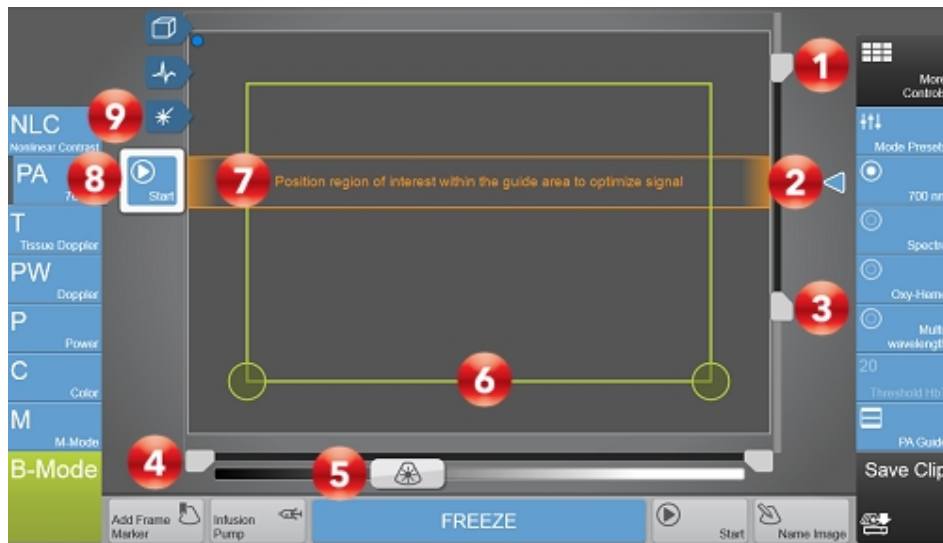 9
1
More
Controls
NLC
Nonlinear Contrast
Mode Presets
8
PA
Start
7
Position region of interest within the guide area to optimize signal
2
700 nm
T
Tissue Doppler
Spectro
PW
Doppler
3
Oxy-Hemo
P
Power
Multi
wavelength
6
C
Color
20
Threshold Hb
M
M-Mode
PA Guide
4
B-Mode
5
Save Clip
Add Frame
Marker
Infusion
Pump
FREEZE
Start
Name Image